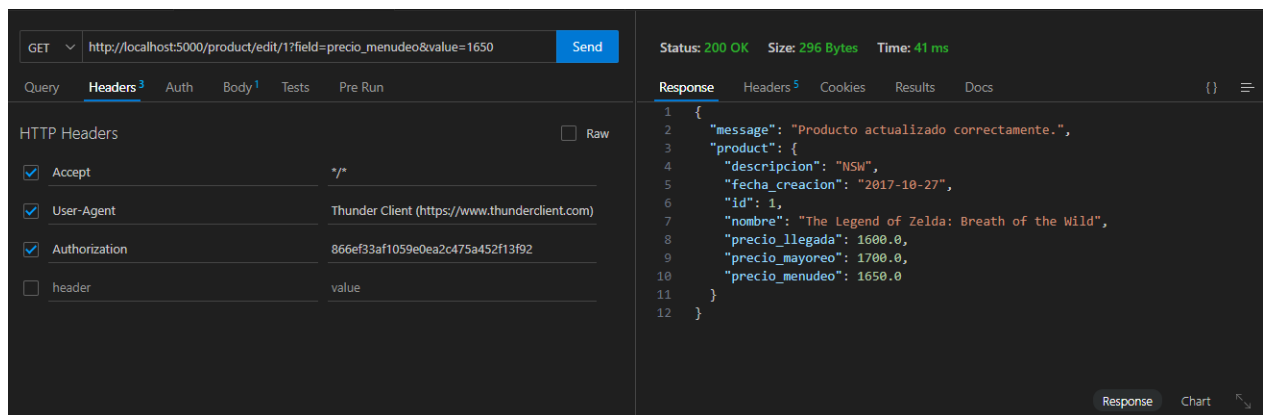 GET http://localhost:5000/product/edit/1?field=precio_menudeo&value=1650 Send
Query Headers 3 Auth Body 1 Tests Pre Run
HTTP Headers Raw
Accept */*
User-Agent Thunder Client (https://www.thunderclient.com)
Authorization 866ef33af1059e0ea2c475a452f13f92
header value
Status: 200 OK Size: 296 Bytes Time: 41 ms
Response Headers 5 Cookies Results Docs {}
1 {
2 "message": "Producto actualizado correctamente.",
3 "product": {
4 "descripcion": "NSW",
5 "fecha_creacion": "2017-10-27",
6 "id": 1,
7 "nombre": "The Legend of Zelda: Breath of the Wild",
8 "precio_llegada": 1600.0,
9 "precio_mayoreo": 1700.0,
10 "precio_menudeo": 1650.0
11 }
12 }
Response Chart